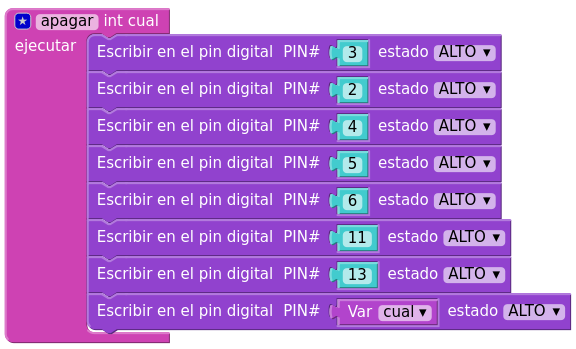 apagar int cual
ejecutar
Escribir en el pin digital PIN# 3 estado ALTO
Escribir en el pin digital PIN# 2 estado ALTO
Escribir en el pin digital PIN# 4 estado ALTO
Escribir en el pin digital PIN# 5 estado ALTO
Escribir en el pin digital PIN# 6 estado ALTO
Escribir en el pin digital PIN# 11 estado ALTO
Escribir en el pin digital PIN# 13 estado ALTO
Escribir en el pin digital PIN# Var cual estado ALTO